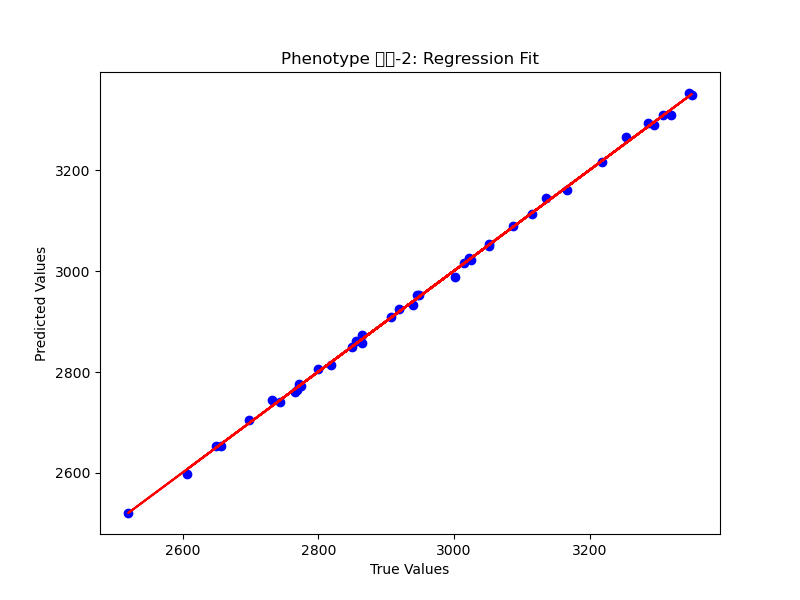 Phenotype -2: Regression Fit
3200
3000
2800
2600
Predicted Values
2600 2800 3000 3200
True Values